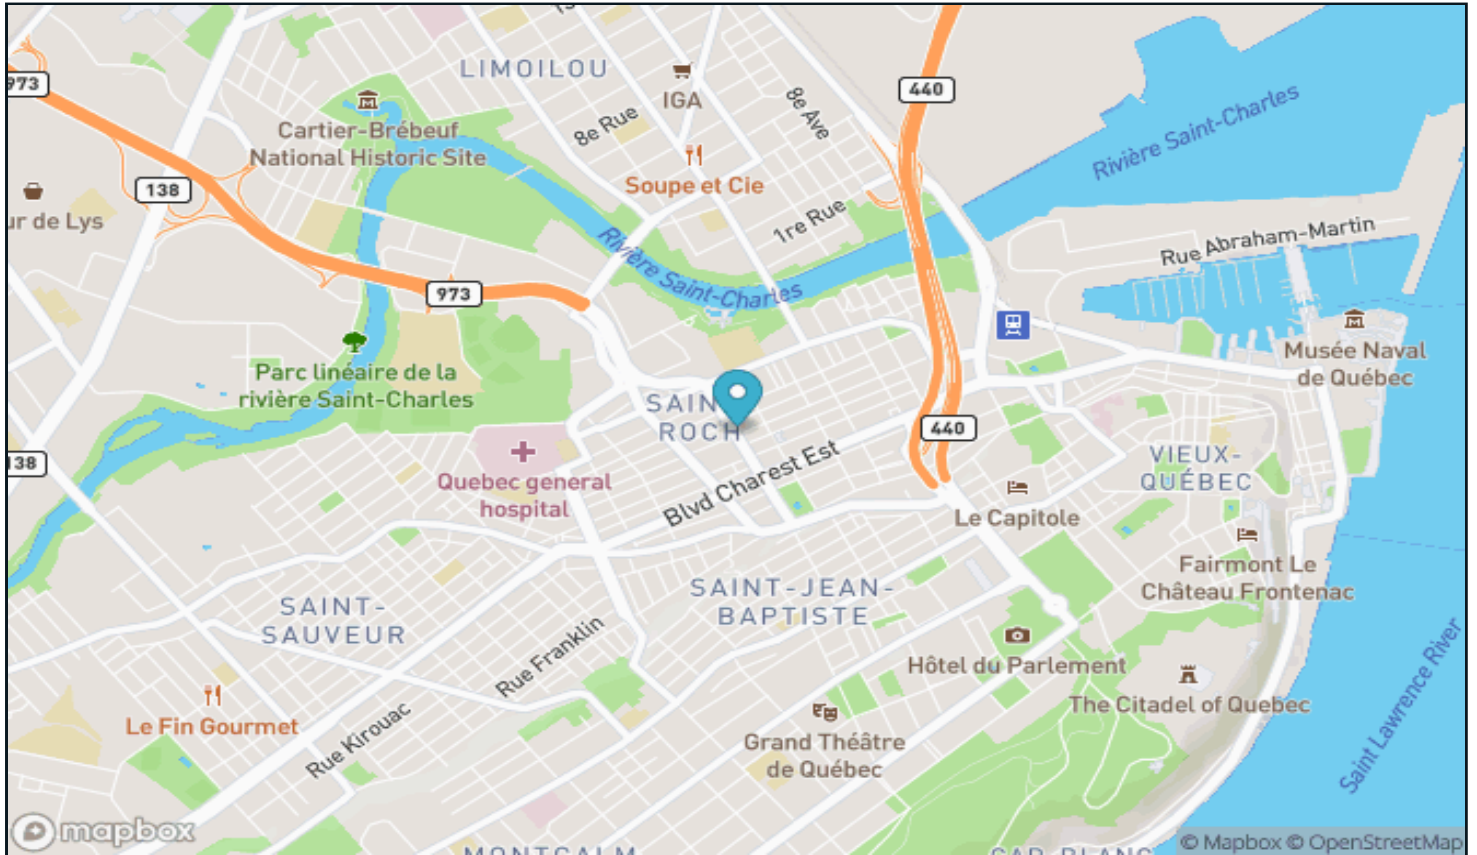 LIMOILOU
440
973
IGA
8e Ave
8e Rue
Cartier-Brébeuf
National Historic Site
Rivière Saint-Charles
138
Soupe et Cie
ur de Lys
1re Rue
Rue Abraham-Martin
Rivière Saint-Charles
973
Musée Naval
de Québec
Parc linéaire de la
rivière Saint-Charles
SAIN
ROCH
440
VIEUX-
QUÉBEC
138
Quebec general
hospital
Blvd Charest Est
Le Capitole
Fairmont Le
Château Frontenac
SAINT-JEAN-
BAPTISTE
SAINT-
SAUVEUR
Rue Franklin
Hôtel du Parlement
The Citadel of Quebec
Saint Lawrence River
Le Fin Gourmet
Rue Kirouac
Grand Théâtre
de Québec
mapbox
© Mapbox © OpenStreetMap